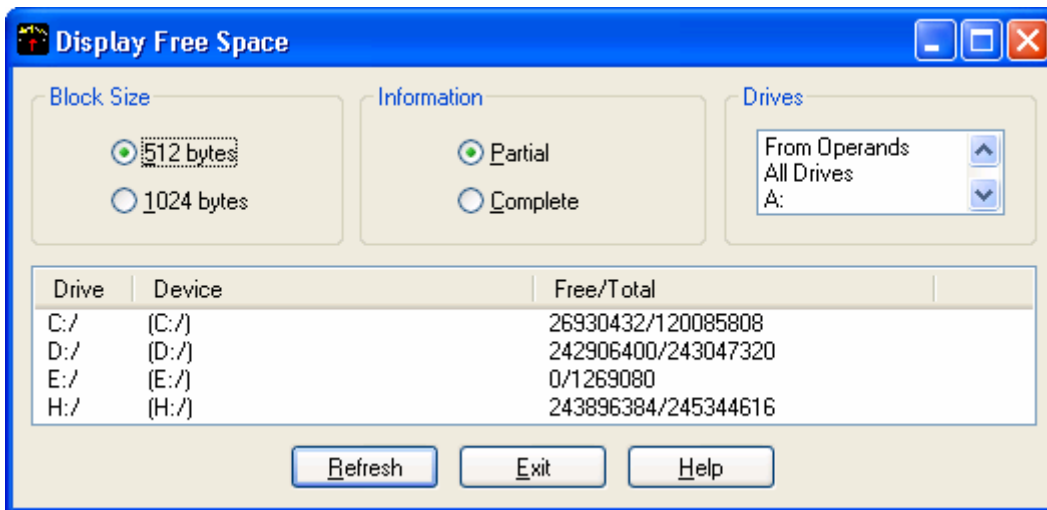 Display Free Space
Block Size
512 bytes
1024 bytes
Information
Partial
Complete
Drives
From Operands
All Drives
A:
Drive Device Free/Total
C:/ (C:/) 26930432/120085808
D:/ (D:/) 242906400/243047320
E:/ (E:/) 0/1269080
H:/ (H:/) 243896384/245344616
Refresh Exit Help